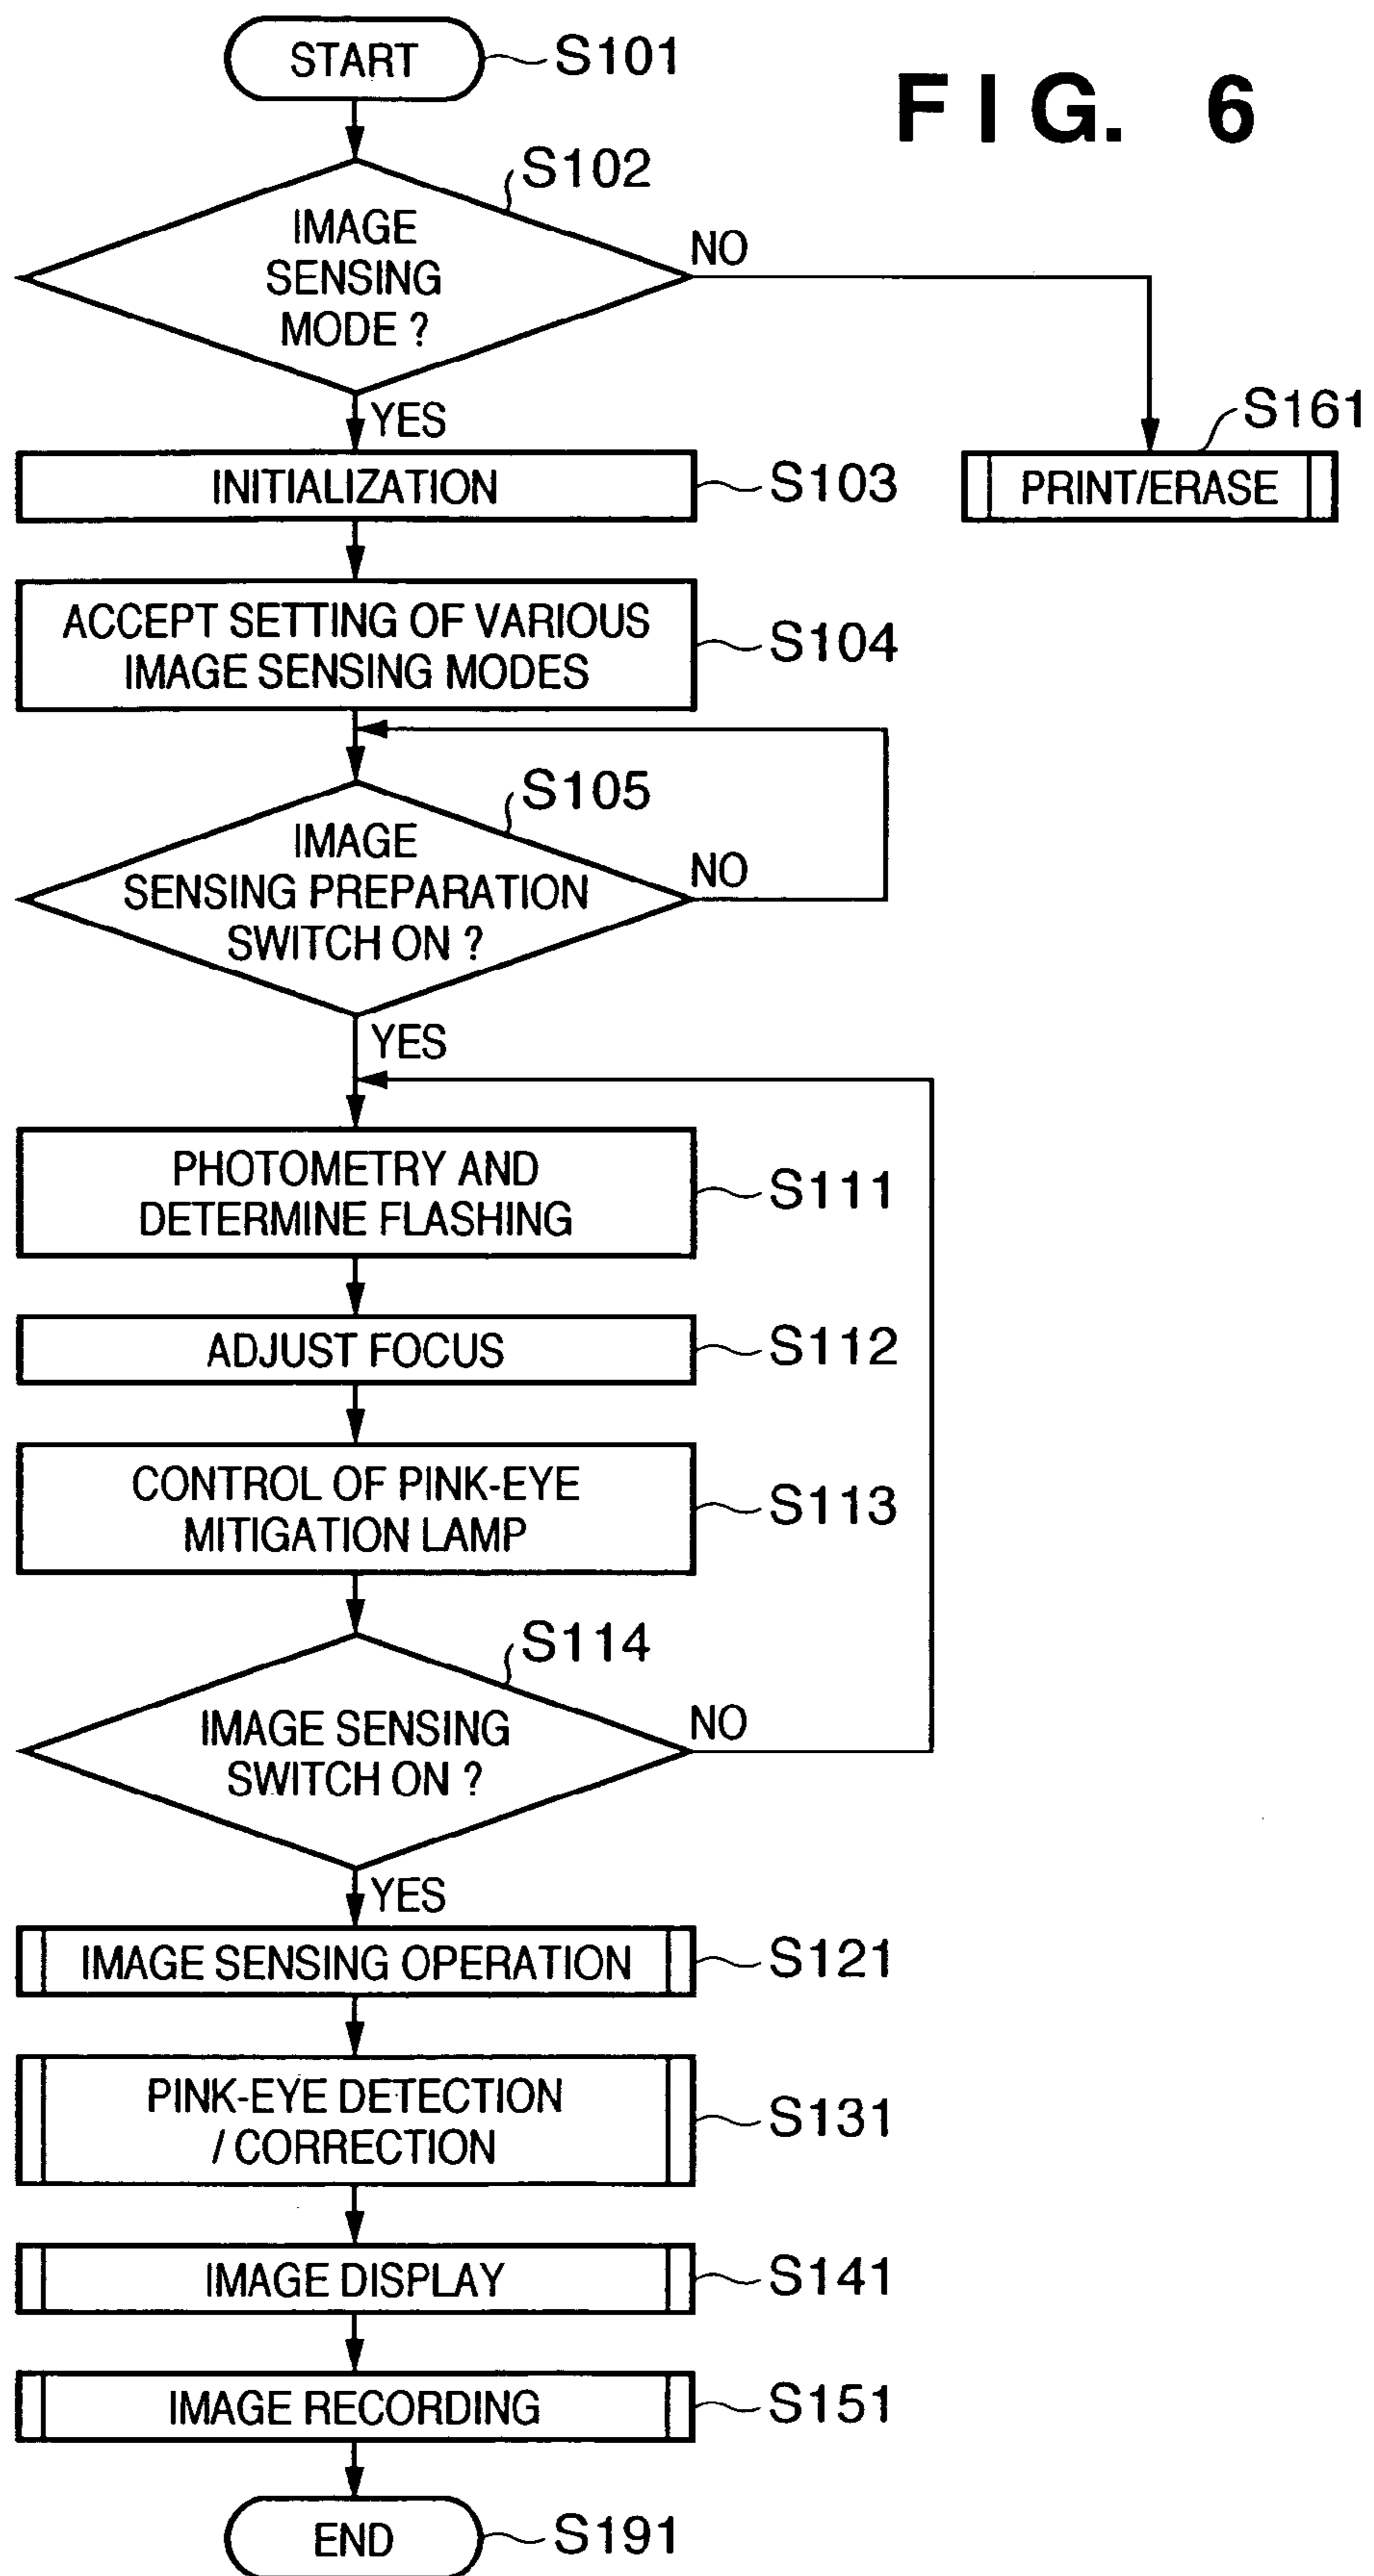 FIG. 6
START
S101
S102
IMAGE
SENSING
MODE ?
NO
YES
S161
PRINT/ERASE
INITIALIZATION
S103
ACCEPT SETTING OF VARIOUS
IMAGE SENSING MODES
S104
S105
IMAGE
SENSING PREPARATION
SWITCH ON ?
NO
YES
PHOTOMETRY AND
DETERMINE FLASHING
S111
ADJUST FOCUS
S112
CONTROL OF PINK-EYE
MITIGATION LAMP
S113
S114
IMAGE SENSING
SWITCH ON ?
NO
YES
IMAGE SENSING OPERATION
S121
PINK-EYE DETECTION
/ CORRECTION
S131
IMAGE DISPLAY
S141
IMAGE RECORDING
S151
END
S191